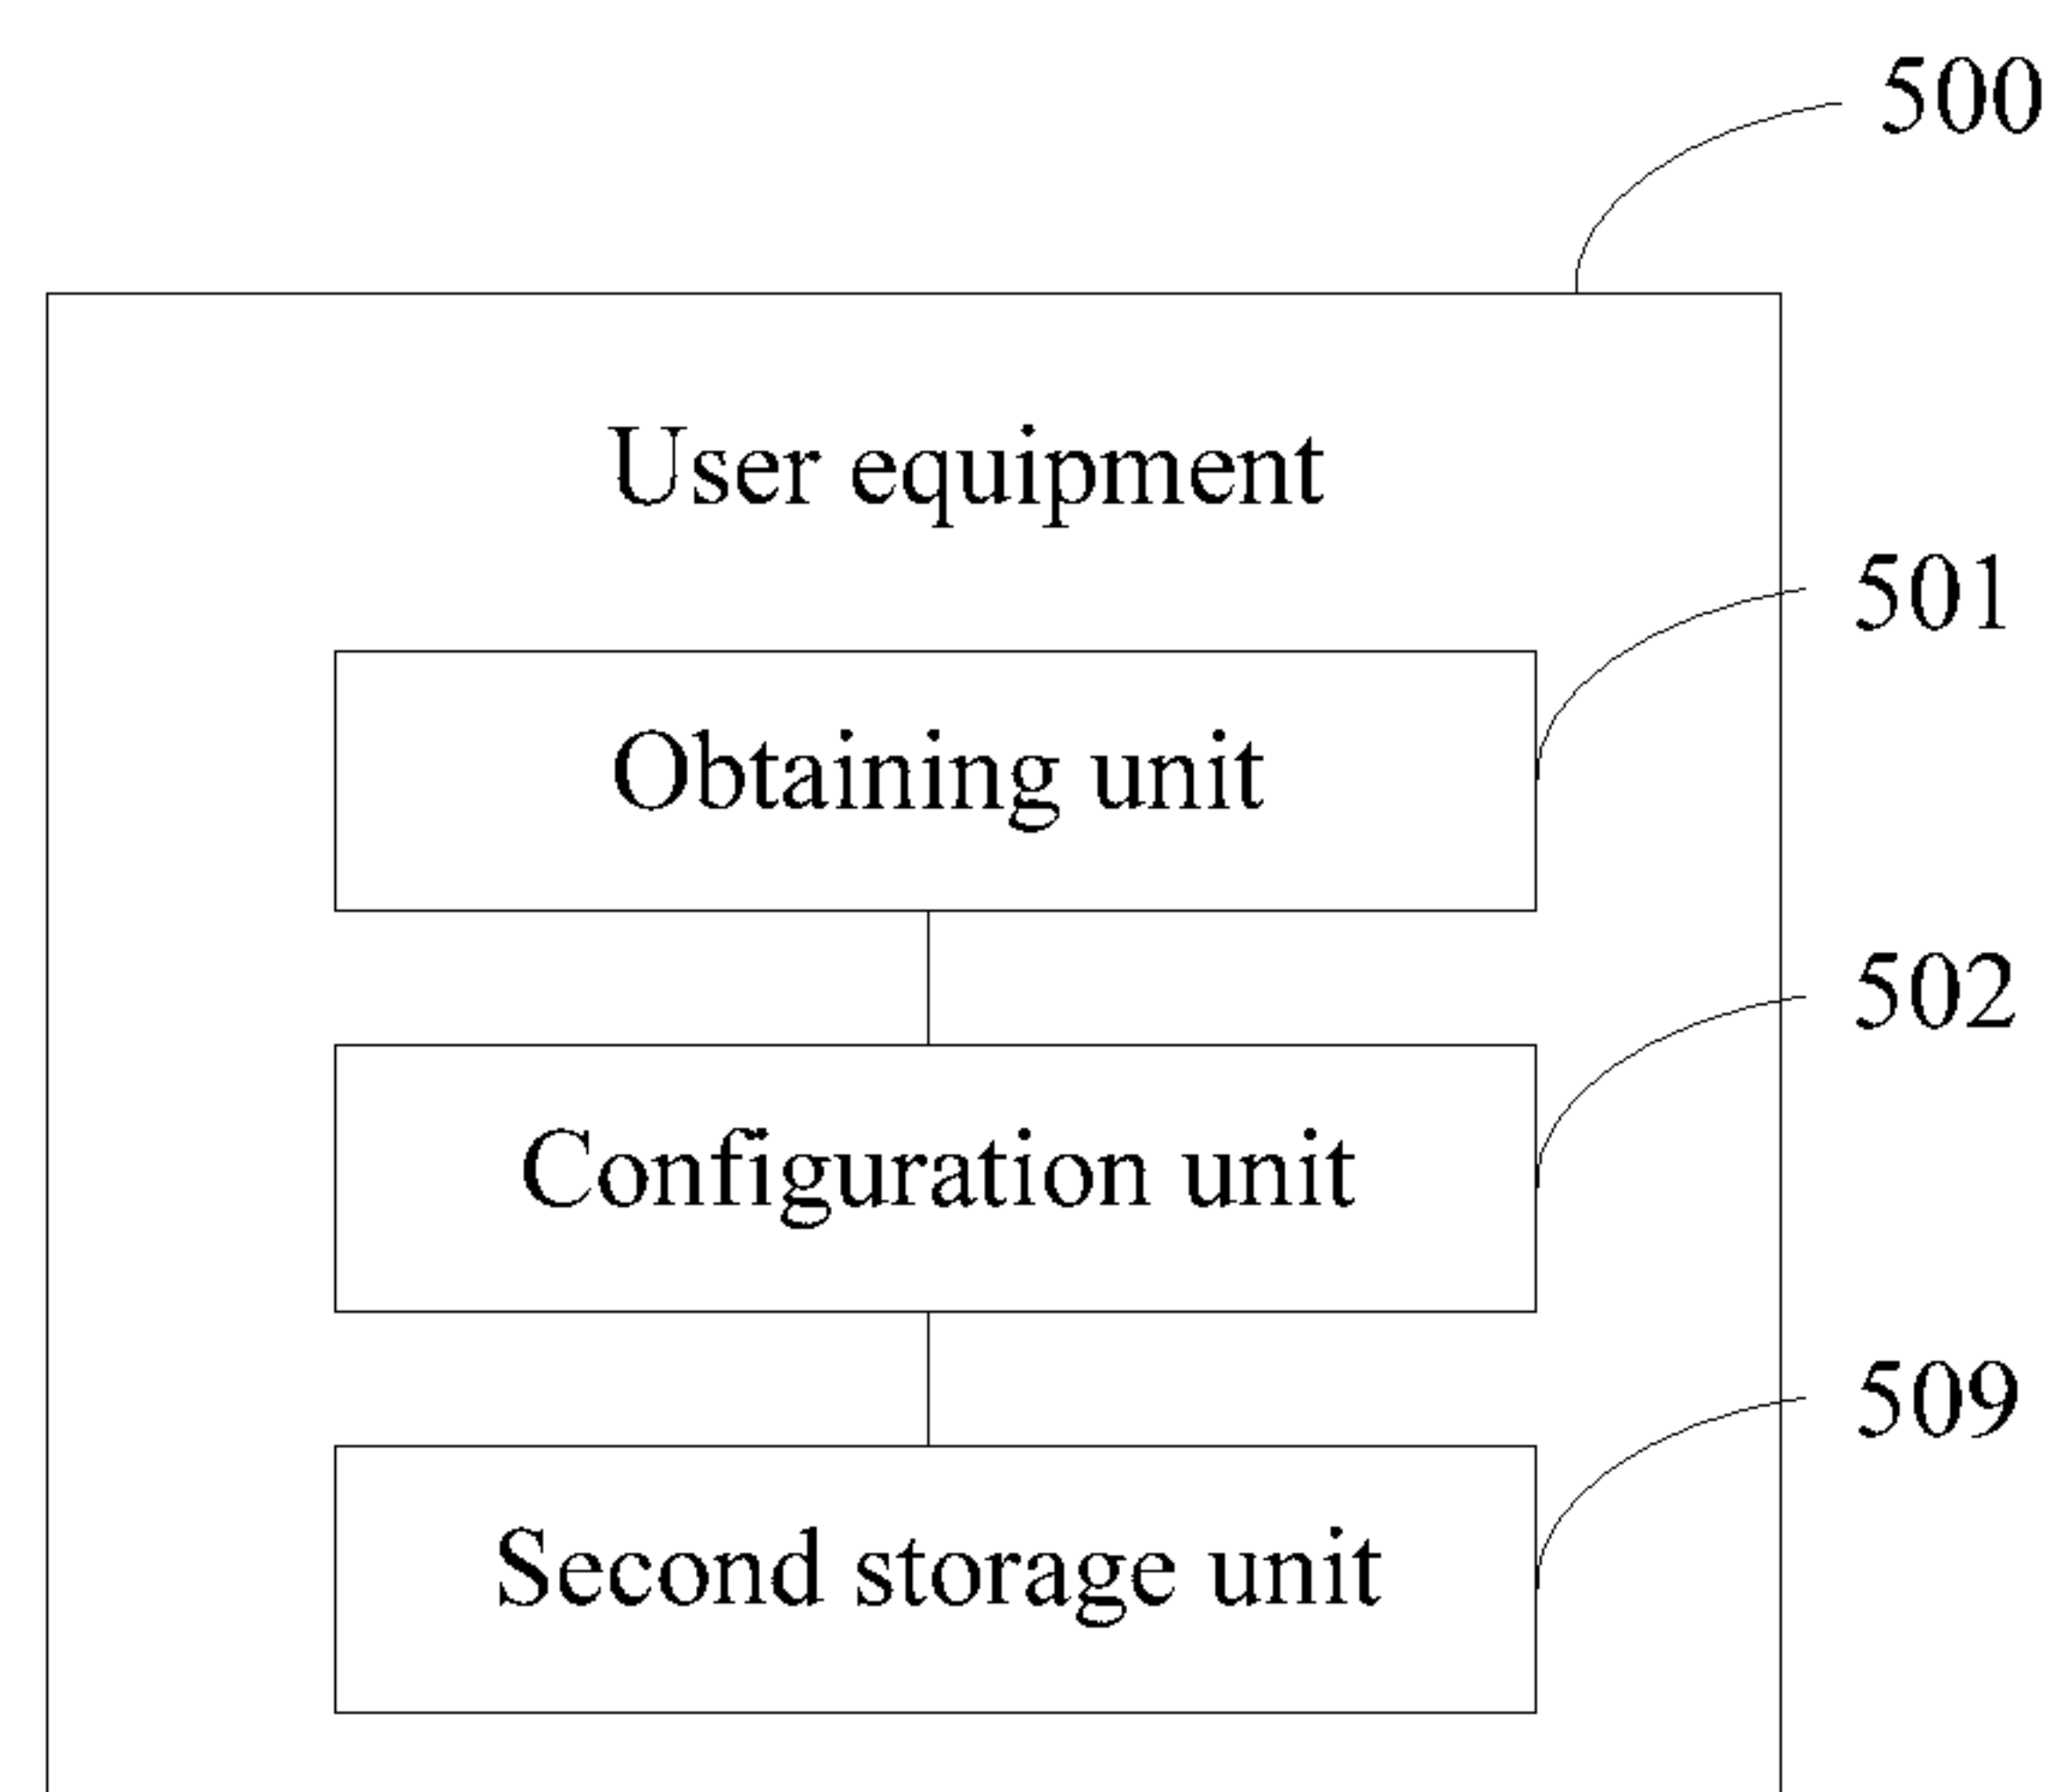 500
User equipment
501
Obtaining unit
502
Configuration unit
509
Second storage unit